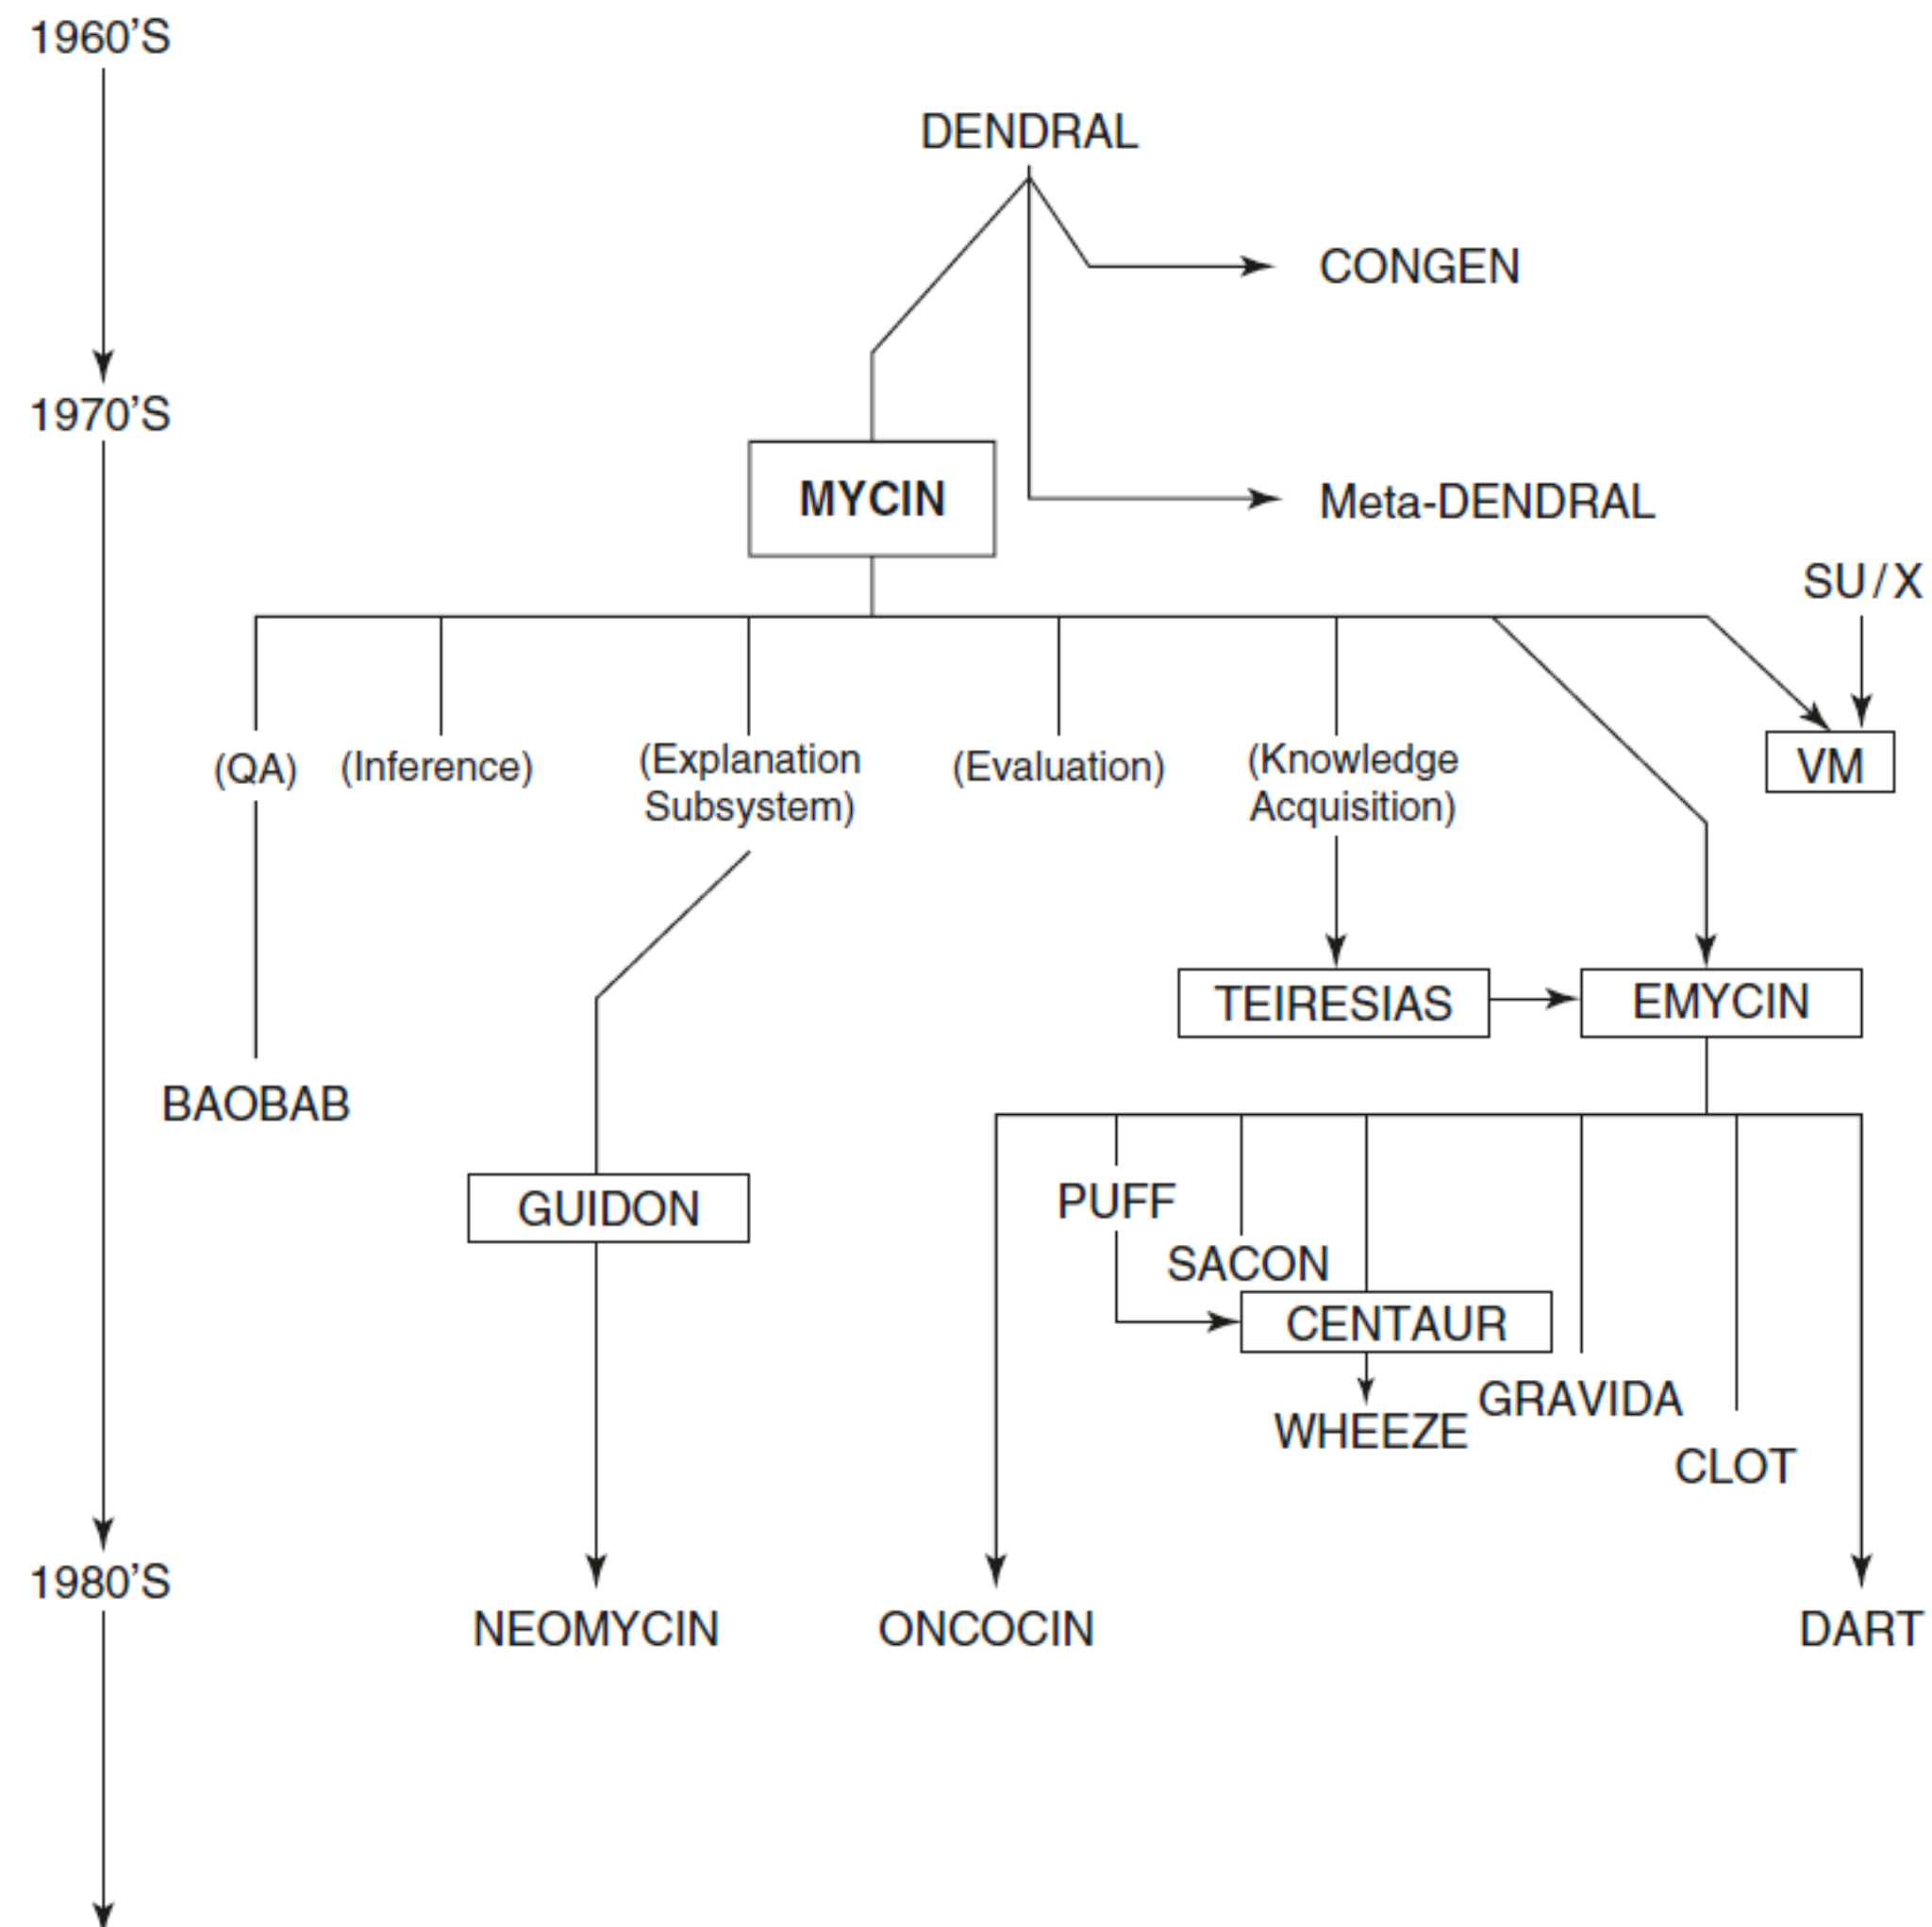 1960'S
DENDRAL
CONGEN
1970'S
MYCIN
Meta-DENDRAL
SU/X
(QA)
(Inference)
(Explanation
Subsystem)
(Evaluation)
(Knowledge
Acquisition)
VM
TEIRESIAS
EMYCIN
BAOBAB
GUIDON
PUFF
SACON
CENTAUR
WHEEZE
GRAVIDA
CLOT
1980'S
NEOMYCIN
ONCOCIN
DART